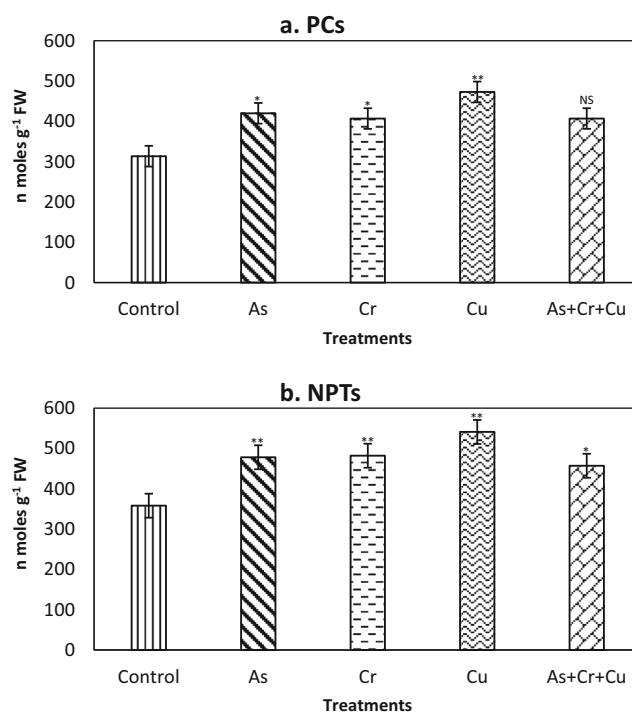 a. PCs
n moles g⁻¹ FW
600
500
400
300
200
100
0
*
*
**
NS
Control As Cr Cu As+Cr+Cu
Treatments
b. NPTs
n moles g⁻¹ FW
600
500
400
300
200
100
0
**
**
**
*
Control As Cr Cu As+Cr+Cu
Treatments